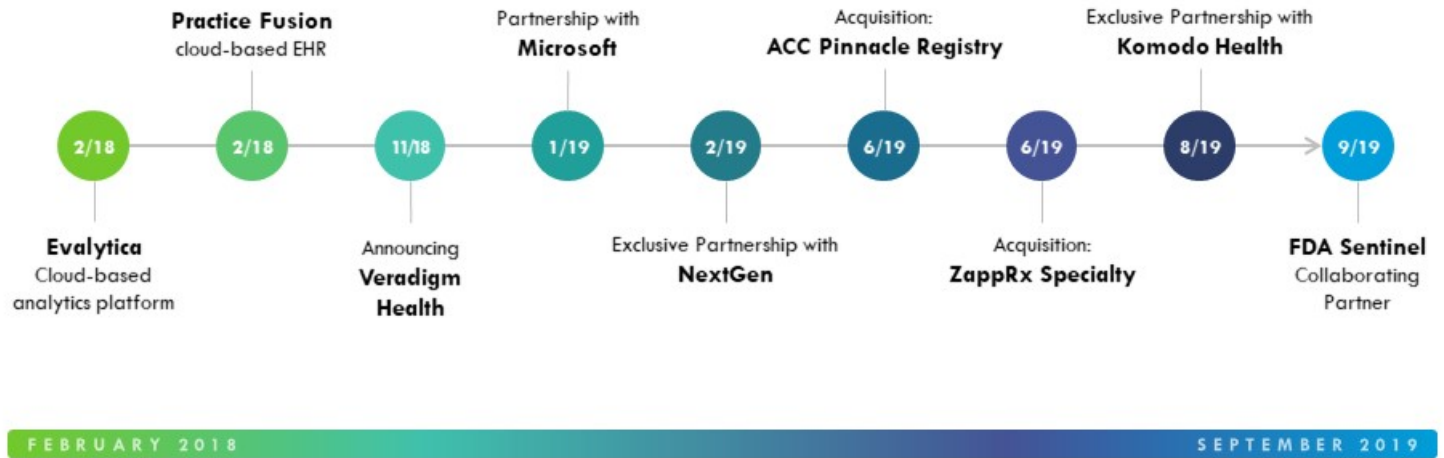 Practice Fusion
cloud-based EHR
Partnership with
Microsoft
Acquisition:
ACC Pinnacle Registry
Exclusive Partnership with
Komodo Health
2/18
2/18
11/18
1/19
2/19
6/19
6/19
8/19
9/19
Evalytica
Cloud-based
analytics platform
Announcing
Veradigm
Health
Exclusive Partnership with
NextGen
Acquisition:
ZappRx Specialty
FDA Sentinel
Collaborating
Partner
FEBRUARY 2018
SEPTEMBER 2019